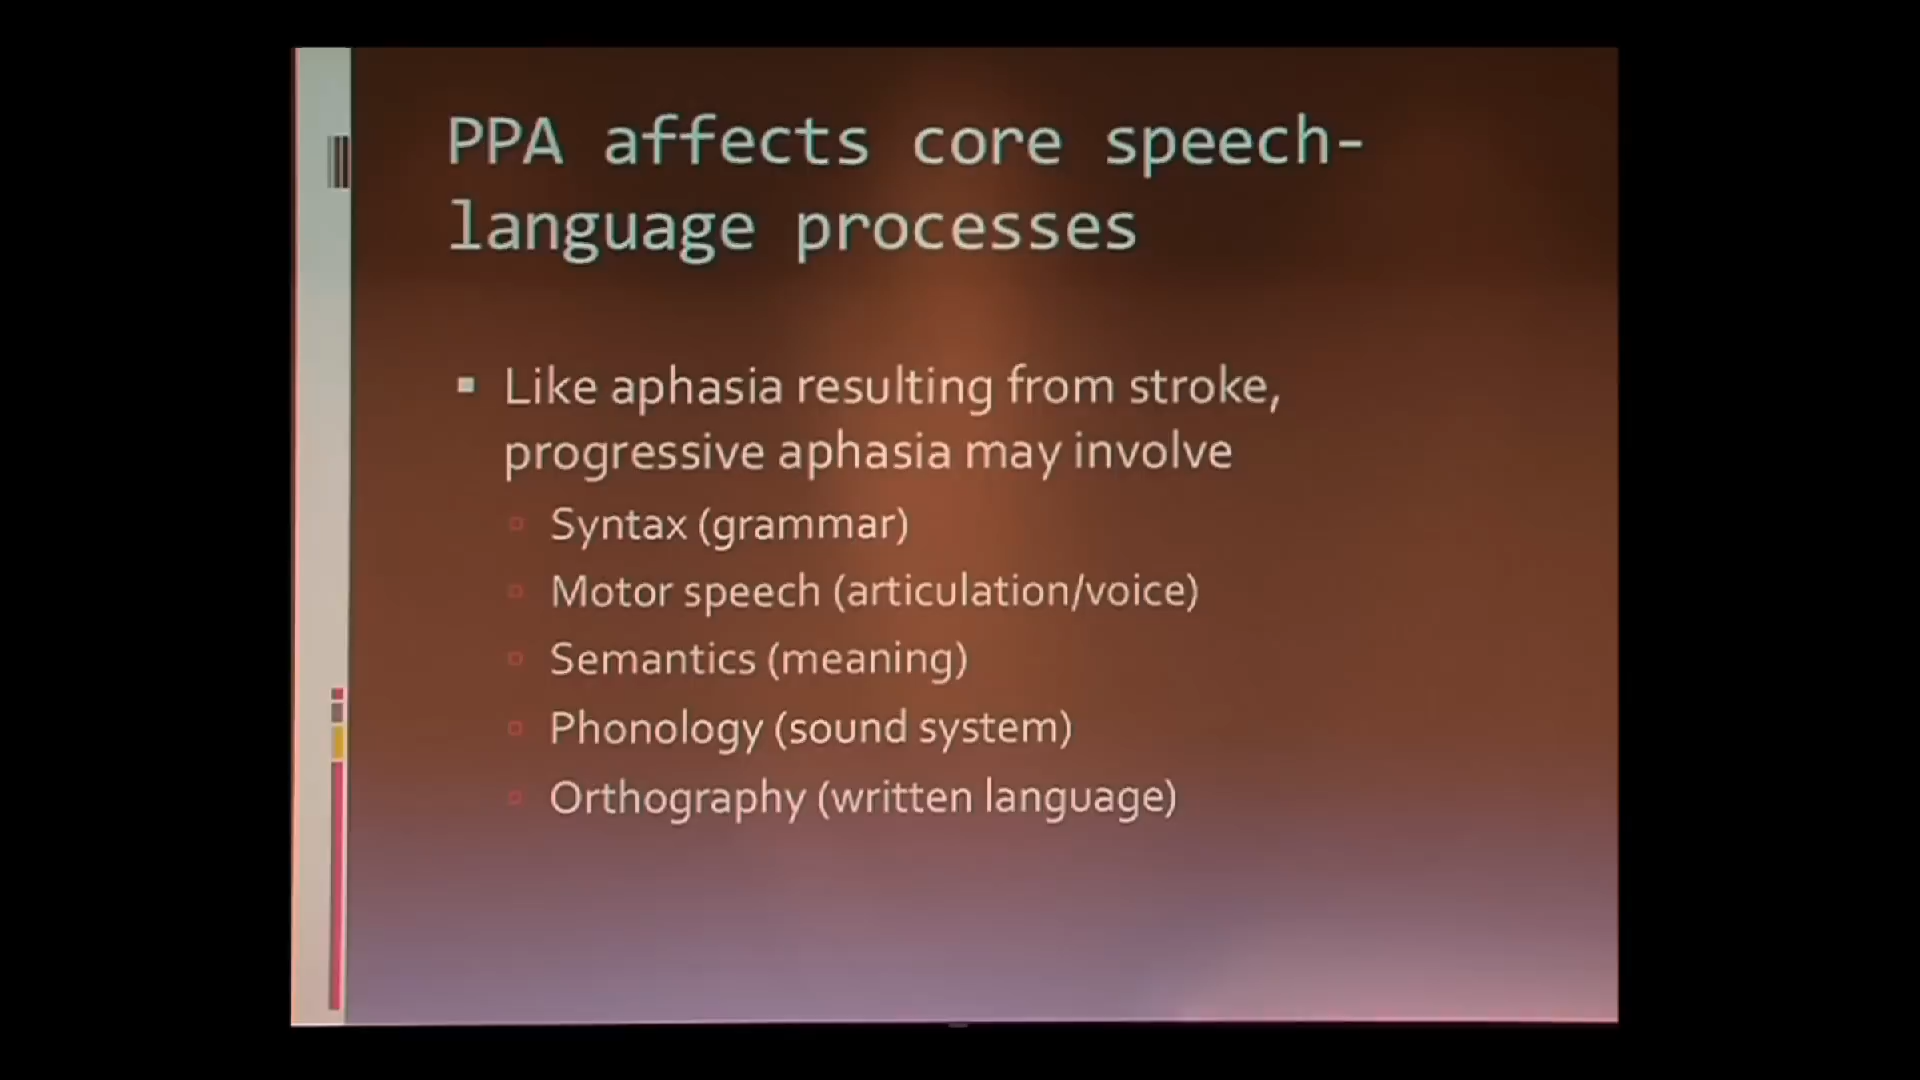 PPA affects core speech-
language processes
Like aphasia resulting from stroke,
progressive aphasia may involve
Syntax (grammar)
Motor speech (articulation/voice)
Semantics (meaning)
Phonology (sound system)
Orthography (written language)